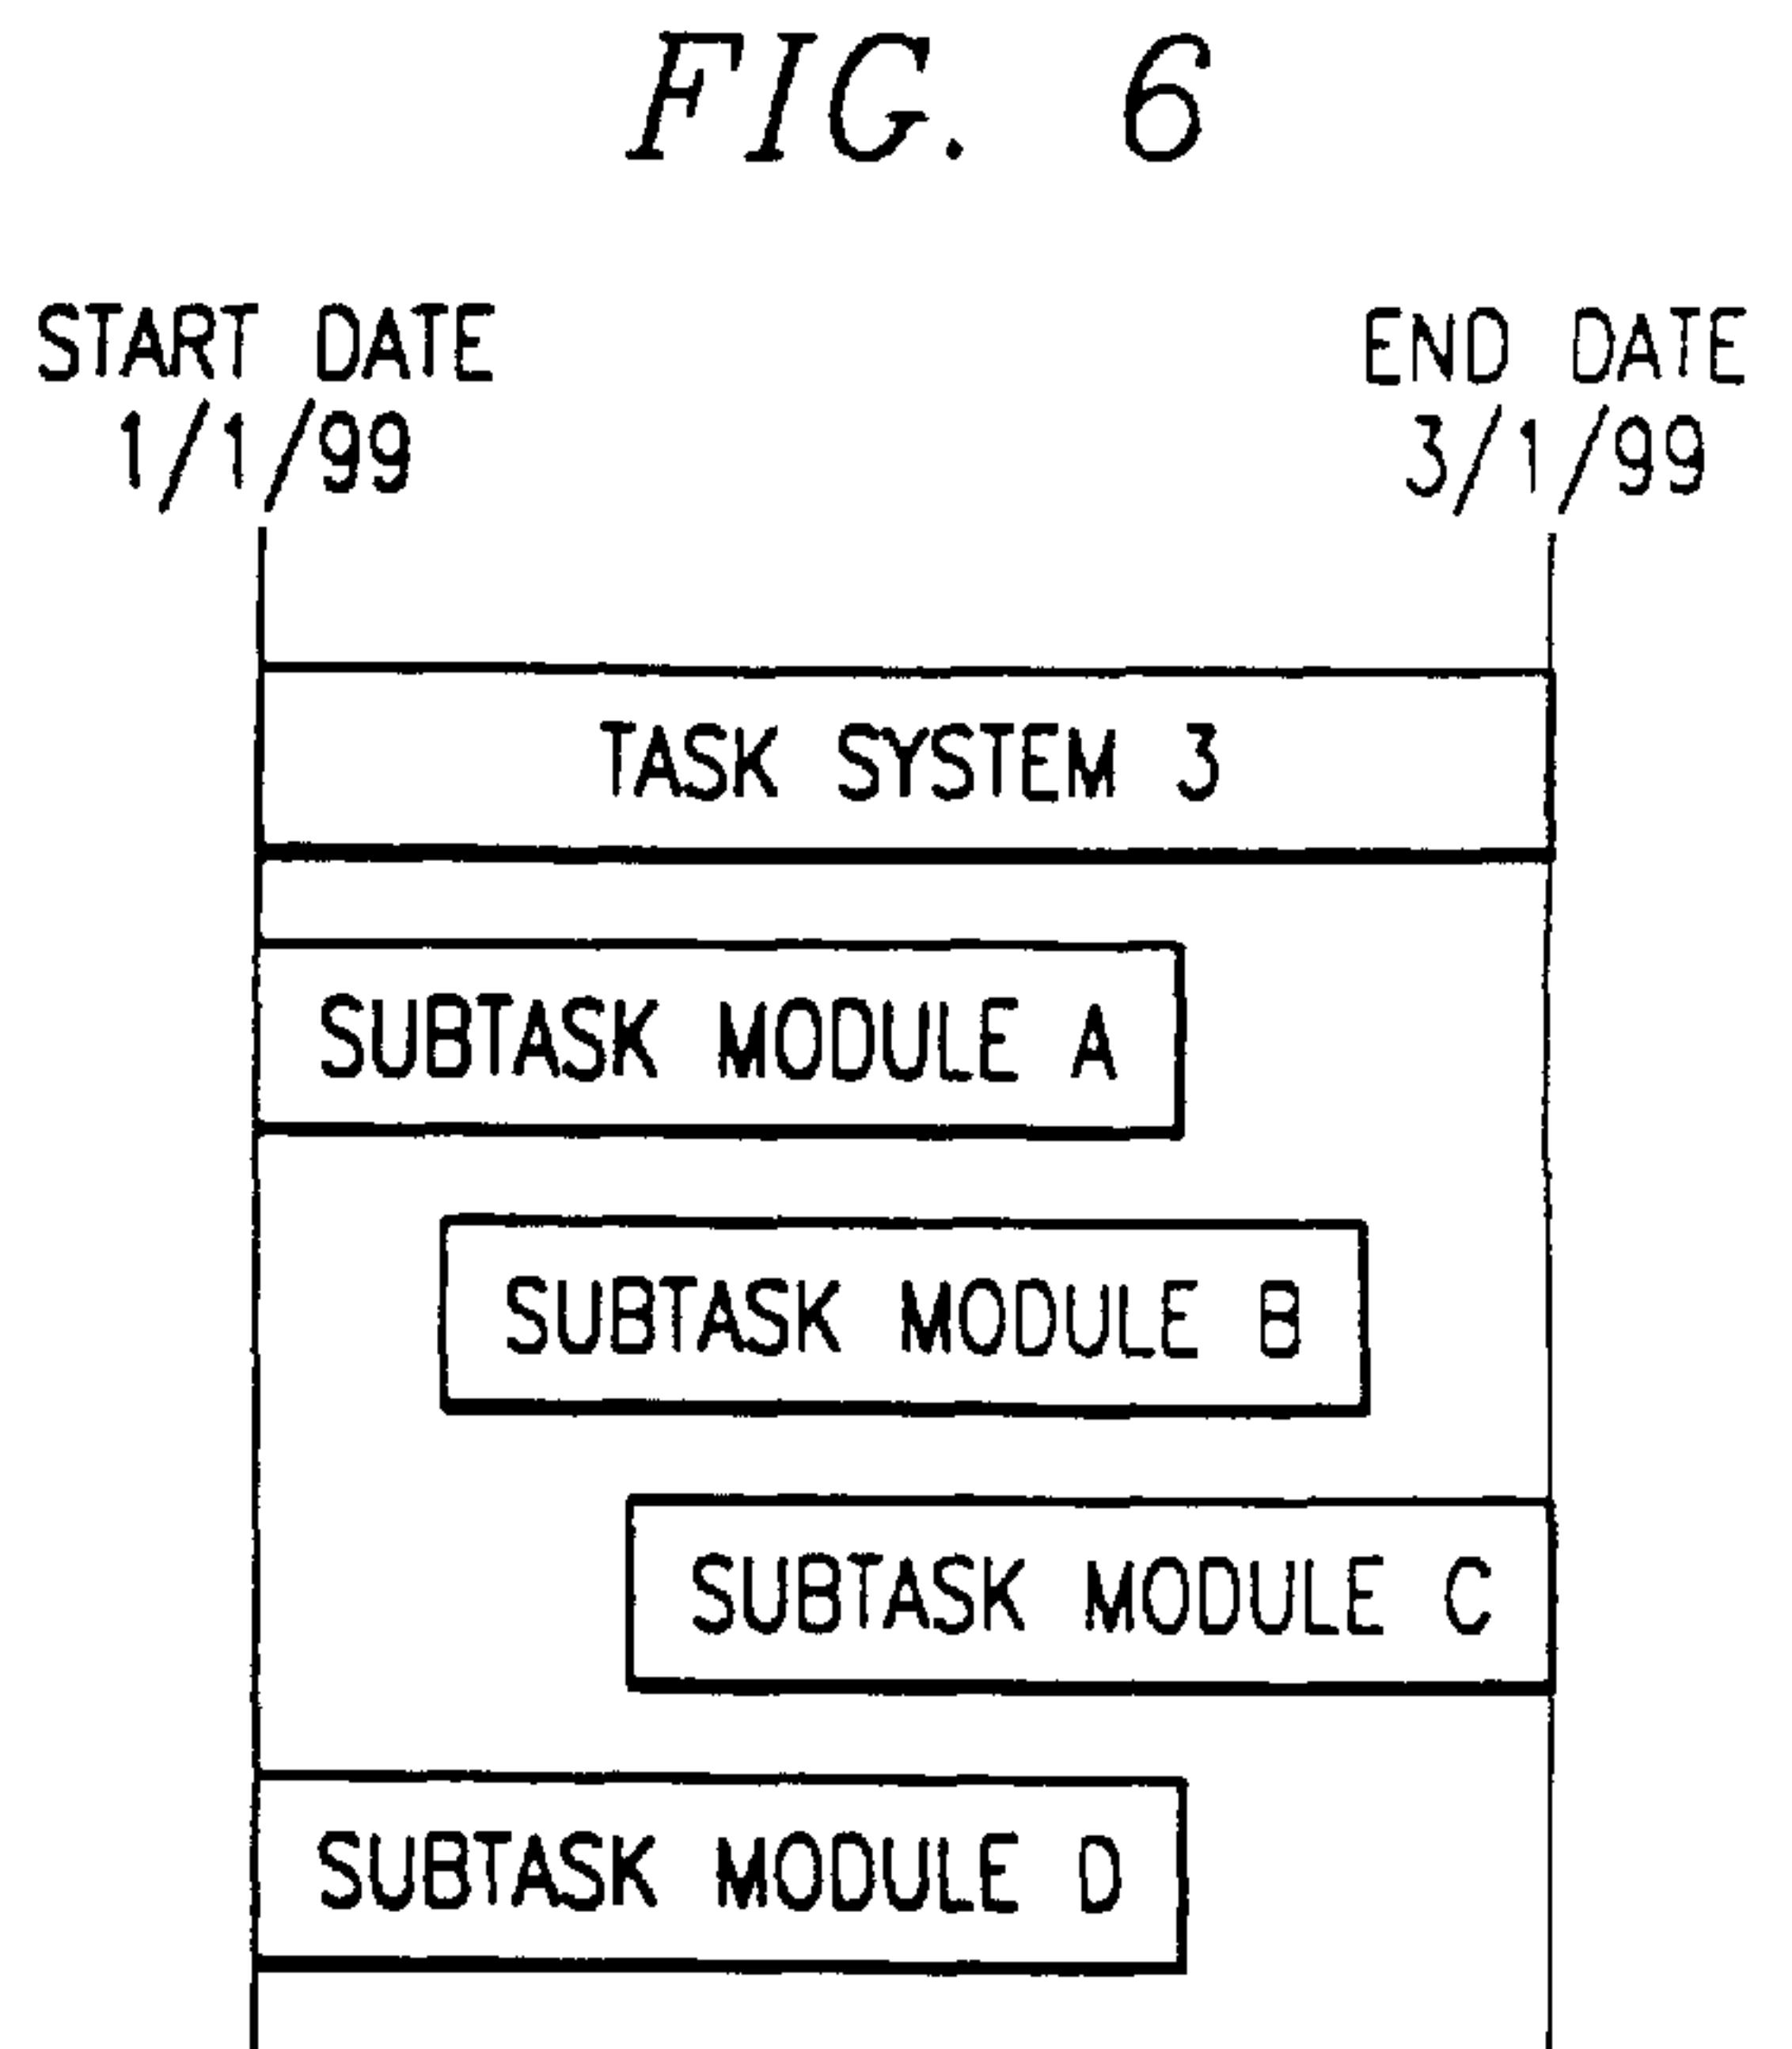 FIG. 6
START DATE
1/1/99
END DATE
3/1/99
TASK SYSTEM 3
SUBTASK MODULE A
SUBTASK MODULE B
SUBTASK MODULE C
SUBTASK MODULE D